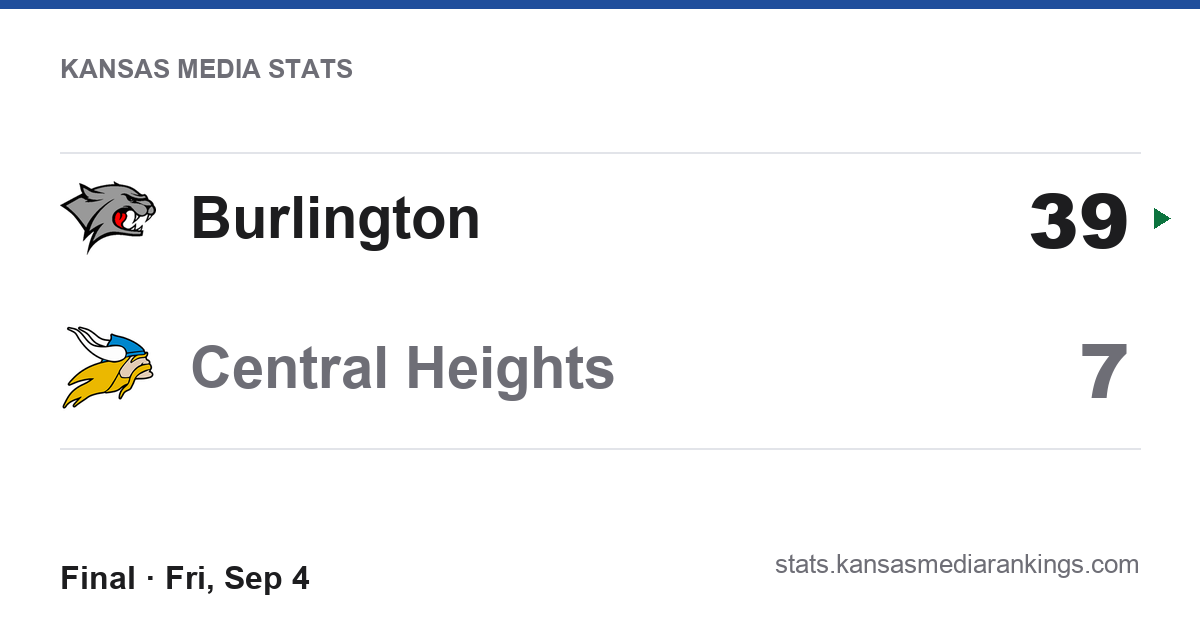 KANSAS MEDIA STATS
Burlington 39
Central Heights 7
Final · Fri, Sep 4
stats.kansasmediarankings.com